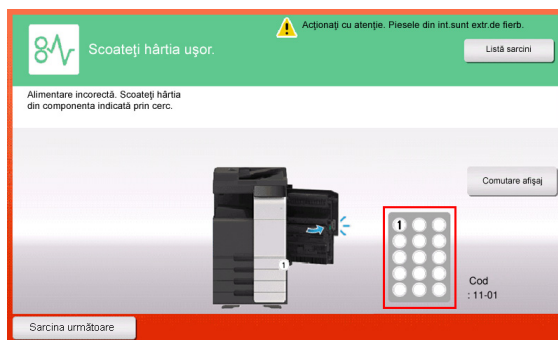 Acționați cu atenție. Piesele din int.sunt extr.de fierb.
Scoateți hârtia ușor.
Listă sarcini
Alimentare incorectă. Scoateți hârtia
din componenta indicată prin cerc.
Comutare afișaj
1
1
Cod
: 11-01
Sarcina următoare